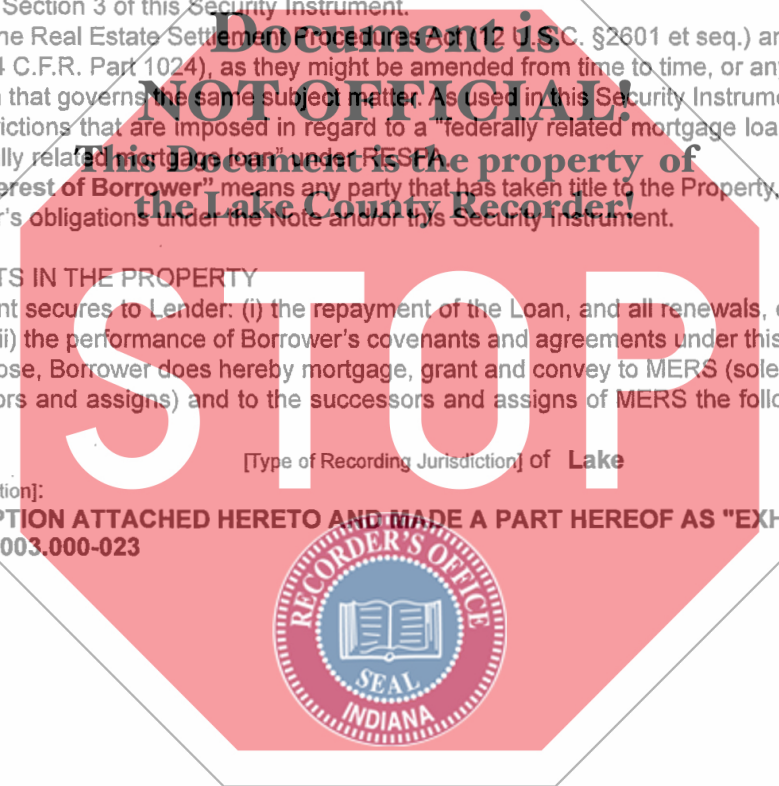 Section 3 of this Security Instrument.
Document is
ne Real Estate Settlement Procedures Act (12 U.S.C. §2601 et seq.) an
4 C.F.R. Part 1024), as they might be amended from time to time, or an
NOT OFFICIAL!
n that governs the same subject matter. As used in this Security Instrume
ictions that are imposed in regard to a "federally related mortgage loa
This Document is the property of
lly related mortgage loan" under RESPA.
erest of Borrower" means any party that has taken title to the Property,
the Lake County Recorder!
r's obligations under the Note and/or this Security Instrument.
TS IN THE PROPERTY
nt secures to Lender: (i) the repayment of the Loan, and all renewals, e
ii) the performance of Borrower's covenants and agreements under this
STOP
ose, Borrower does hereby mortgage, grant and convey to MERS (sole
ors and assigns) and to the successors and assigns of MERS the follo
[Type of Recording Jurisdiction] of Lake
tion]:
PTION ATTACHED HERETO AND MADE A PART HEREOF AS "EXH
003.000-023
RECORDER'S OFFICE
SEAL
INDIANA